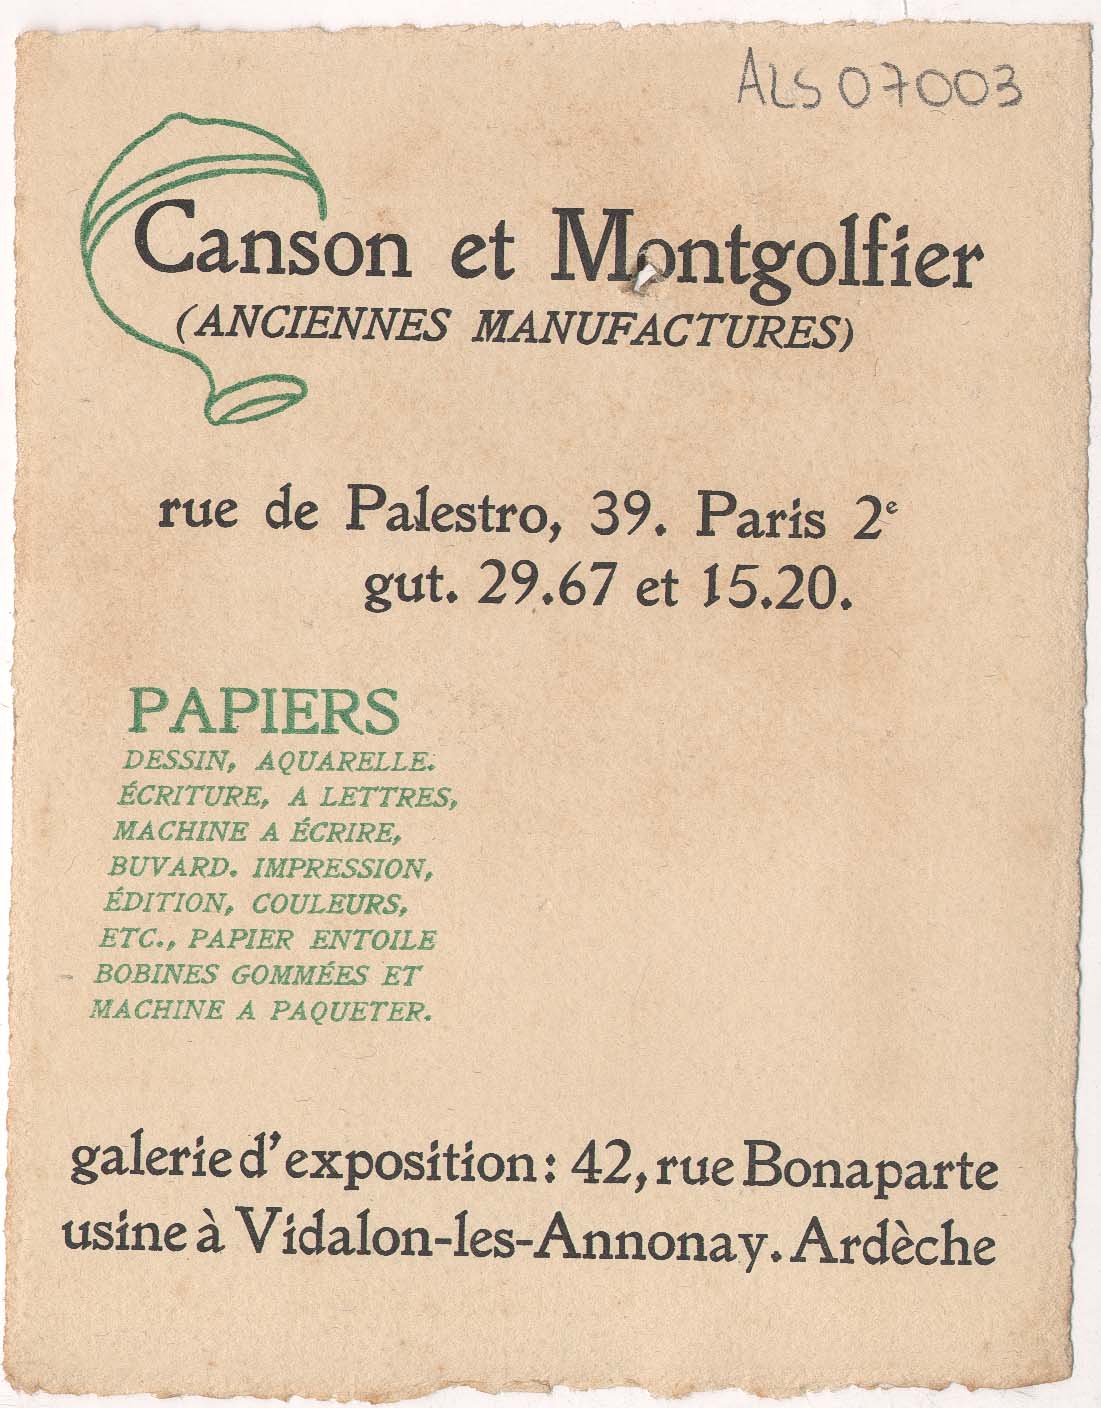 ALS 07003
Canson et Montgolfier
(ANCIENNES MANUFACTURES)
rue de Palestro, 39. Paris 2e
gut. 29.67 et 15.20.
PAPIERS
DESSIN, AQUARELLE.
ÉCRITURE, A LETTRES,
MACHINE A ÉCRIRE,
BUVARD. IMPRESSION,
ÉDITION, COULEURS,
ETC., PAPIER ENTOILE
BOBINES GOMMÉES ET
MACHINE A PAQUETER.
galerie d'exposition: 42, rue Bonaparte
usine à Vidalon-les-Annonay. Ardèche